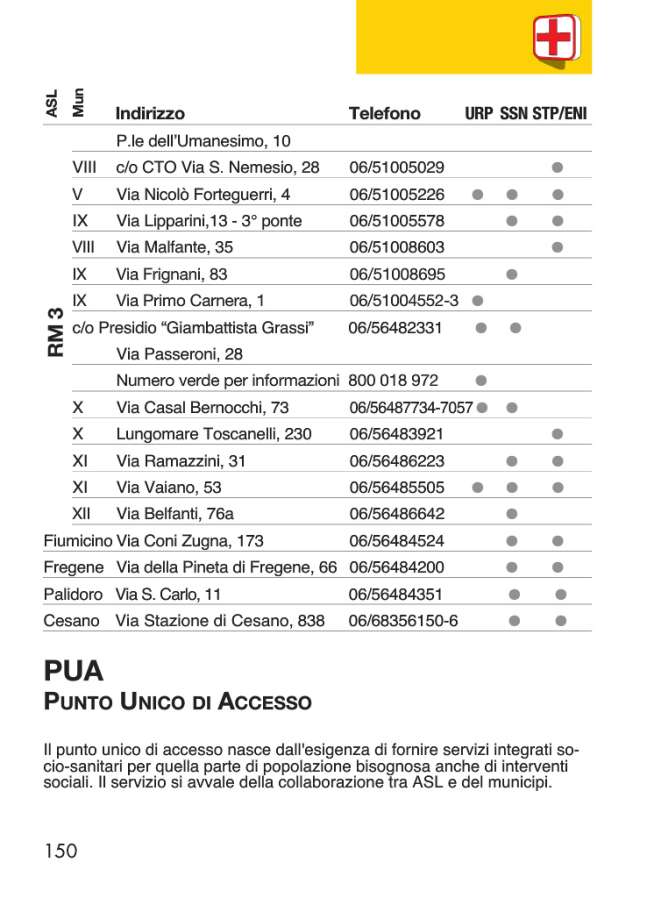 ASL Mun Indirizzo Telefono URP SSN STP/ENI
P.le dell'Umanesimo, 10
VIII c/o CTO Via S. Nemesio, 28 06/51005029 ●
V Via Nicolò Forteguerri, 4 06/51005226 ● ● ●
IX Via Lipparini,13 - 3° ponte 06/51005578 ● ●
VIII Via Malfante, 35 06/51008603 ●
IX Via Frignani, 83 06/51008695 ●
IX Via Primo Carnera, 1 06/51004552-3 ●
RM 3
c/o Presidio “Giambattista Grassi” 06/56482331 ● ●
Via Passeroni, 28
Numero verde per informazioni 800 018 972 ●
X Via Casal Bernocchi, 73 06/56487734-7057 ● ●
X Lungomare Toscanelli, 230 06/56483921 ●
XI Via Ramazzini, 31 06/56486223 ● ●
XI Via Vaiano, 53 06/56485505 ● ● ●
XII Via Belfanti, 76a 06/56486642 ●
Fiumicino Via Coni Zugna, 173 06/56484524 ● ●
Fregene Via della Pineta di Fregene, 66 06/56484200 ● ●
Palidoro Via S. Carlo, 11 06/56484351 ● ●
Cesano Via Stazione di Cesano, 838 06/68356150-6 ● ●
PUA
PUNTO UNICO DI ACCESSO
Il punto unico di accesso nasce dall'esigenza di fornire servizi integrati so-
cio-sanitari per quella parte di popolazione bisognosa anche di interventi
sociali. Il servizio si avvale della collaborazione tra ASL e del municipi.
150